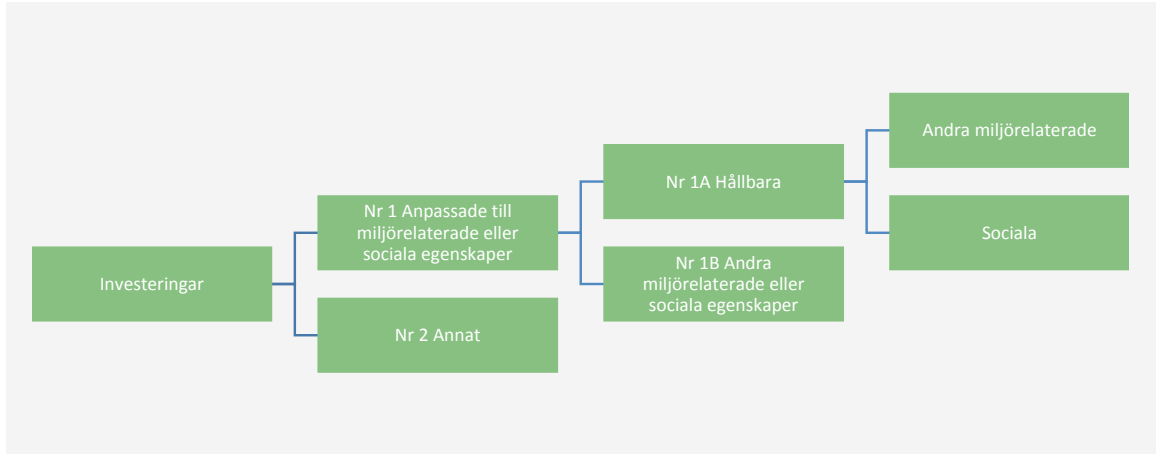 Andra miljörelaterade
Nr 1A Hållbara
Nr 1 Anpassade till
miljörelaterade eller
sociala egenskaper
Sociala
Investeringar
Nr 1B Andra
miljörelaterade eller
sociala egenskaper
Nr 2 Annat